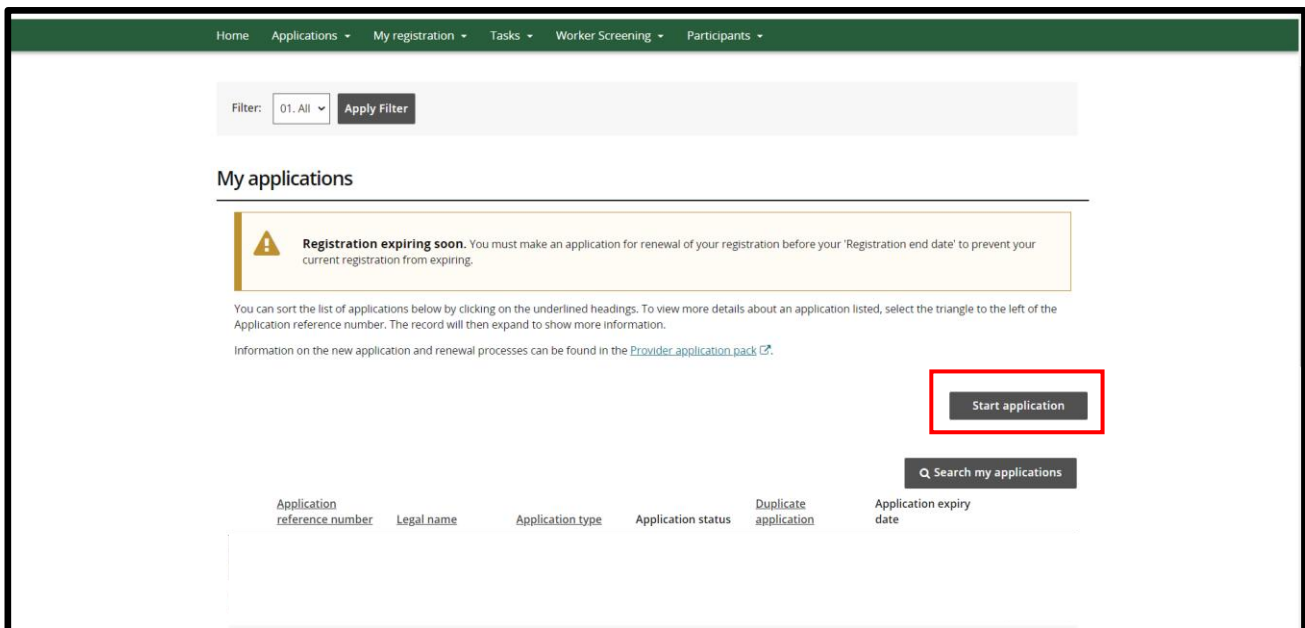 Home Applications My registration Tasks Worker Screening Participants
Filter: 01. All Apply Filter
My applications
Registration expiring soon. You must make an application for renewal of your registration before your 'Registration end date' to prevent your
current registration from expiring.
You can sort the list of applications below by clicking on the underlined headings. To view more details about an application listed, select the triangle to the left of the
Application reference number. The record will then expand to show more information.
Information on the new application and renewal processes can be found in the Provider application pack.
Start application
Search my applications
Application
reference number Legal name Application type Application status Duplicate
application Application expiry
date